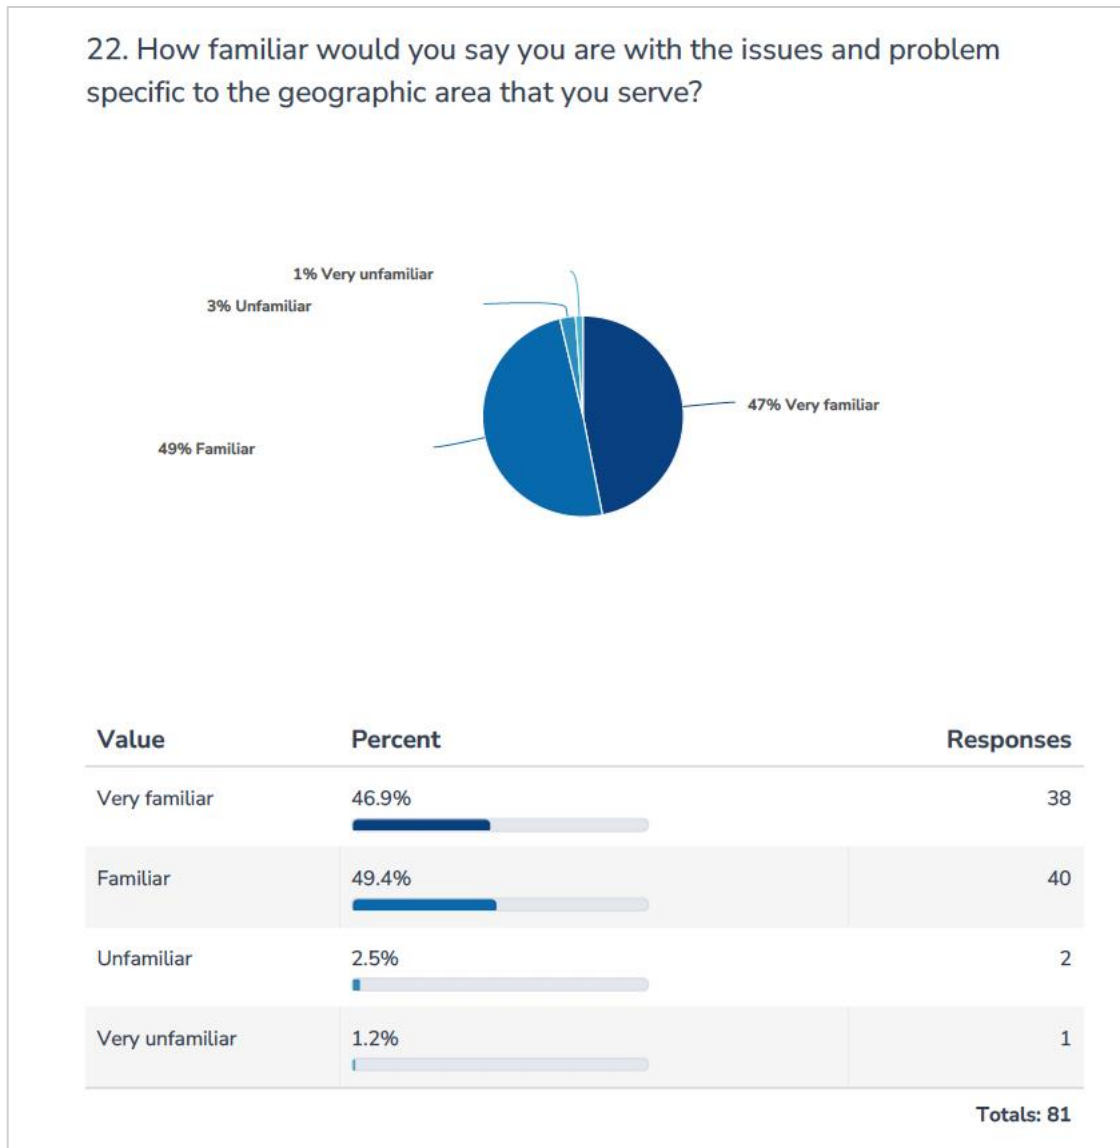 22. How familiar would you say you are with the issues and problem
specific to the geographic area that you serve?
1% Very unfamiliar
3% Unfamiliar
47% Very familiar
49% Familiar
Value Percent Responses
Very familiar 46.9% 38
Familiar 49.4% 40
Unfamiliar 2.5% 2
Very unfamiliar 1.2% 1
Totals: 81